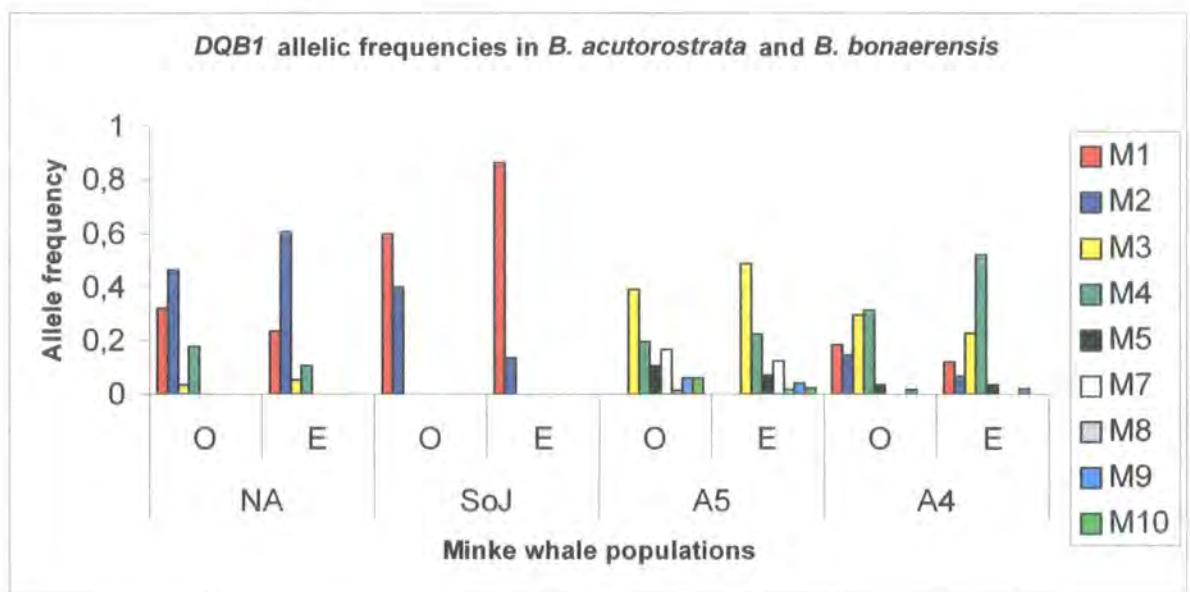 DQB1 allelic frequencies in B. acutorostrata and B. bonaerensis
Allele frequency
1
0,8
0,6
0,4
0,2
0
O E O E O E O E
NA SoJ A5 A4
Minke whale populations
M1
M2
M3
M4
M5
M7
M8
M9
M10